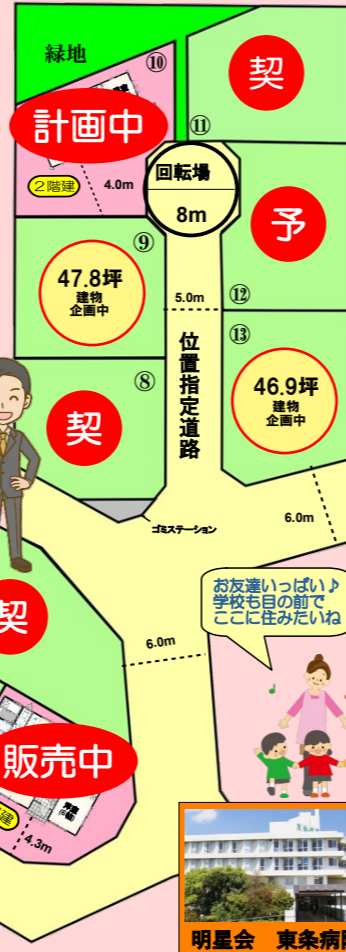 緑地
⑩
契
計画中
⑪
２階建
4.0m
回転場
8m
予
⑨
47.8坪
建物
企画中
5.0m
⑫
⑬
位置指定道路
46.9坪
建物
企画中
⑧
契
6.0m
ゴミステーション
お友達いっぱい♪
学校も目の前で
ここに住みたいね
契
6.0m
販売中
建
4.3m
明星会　東条病